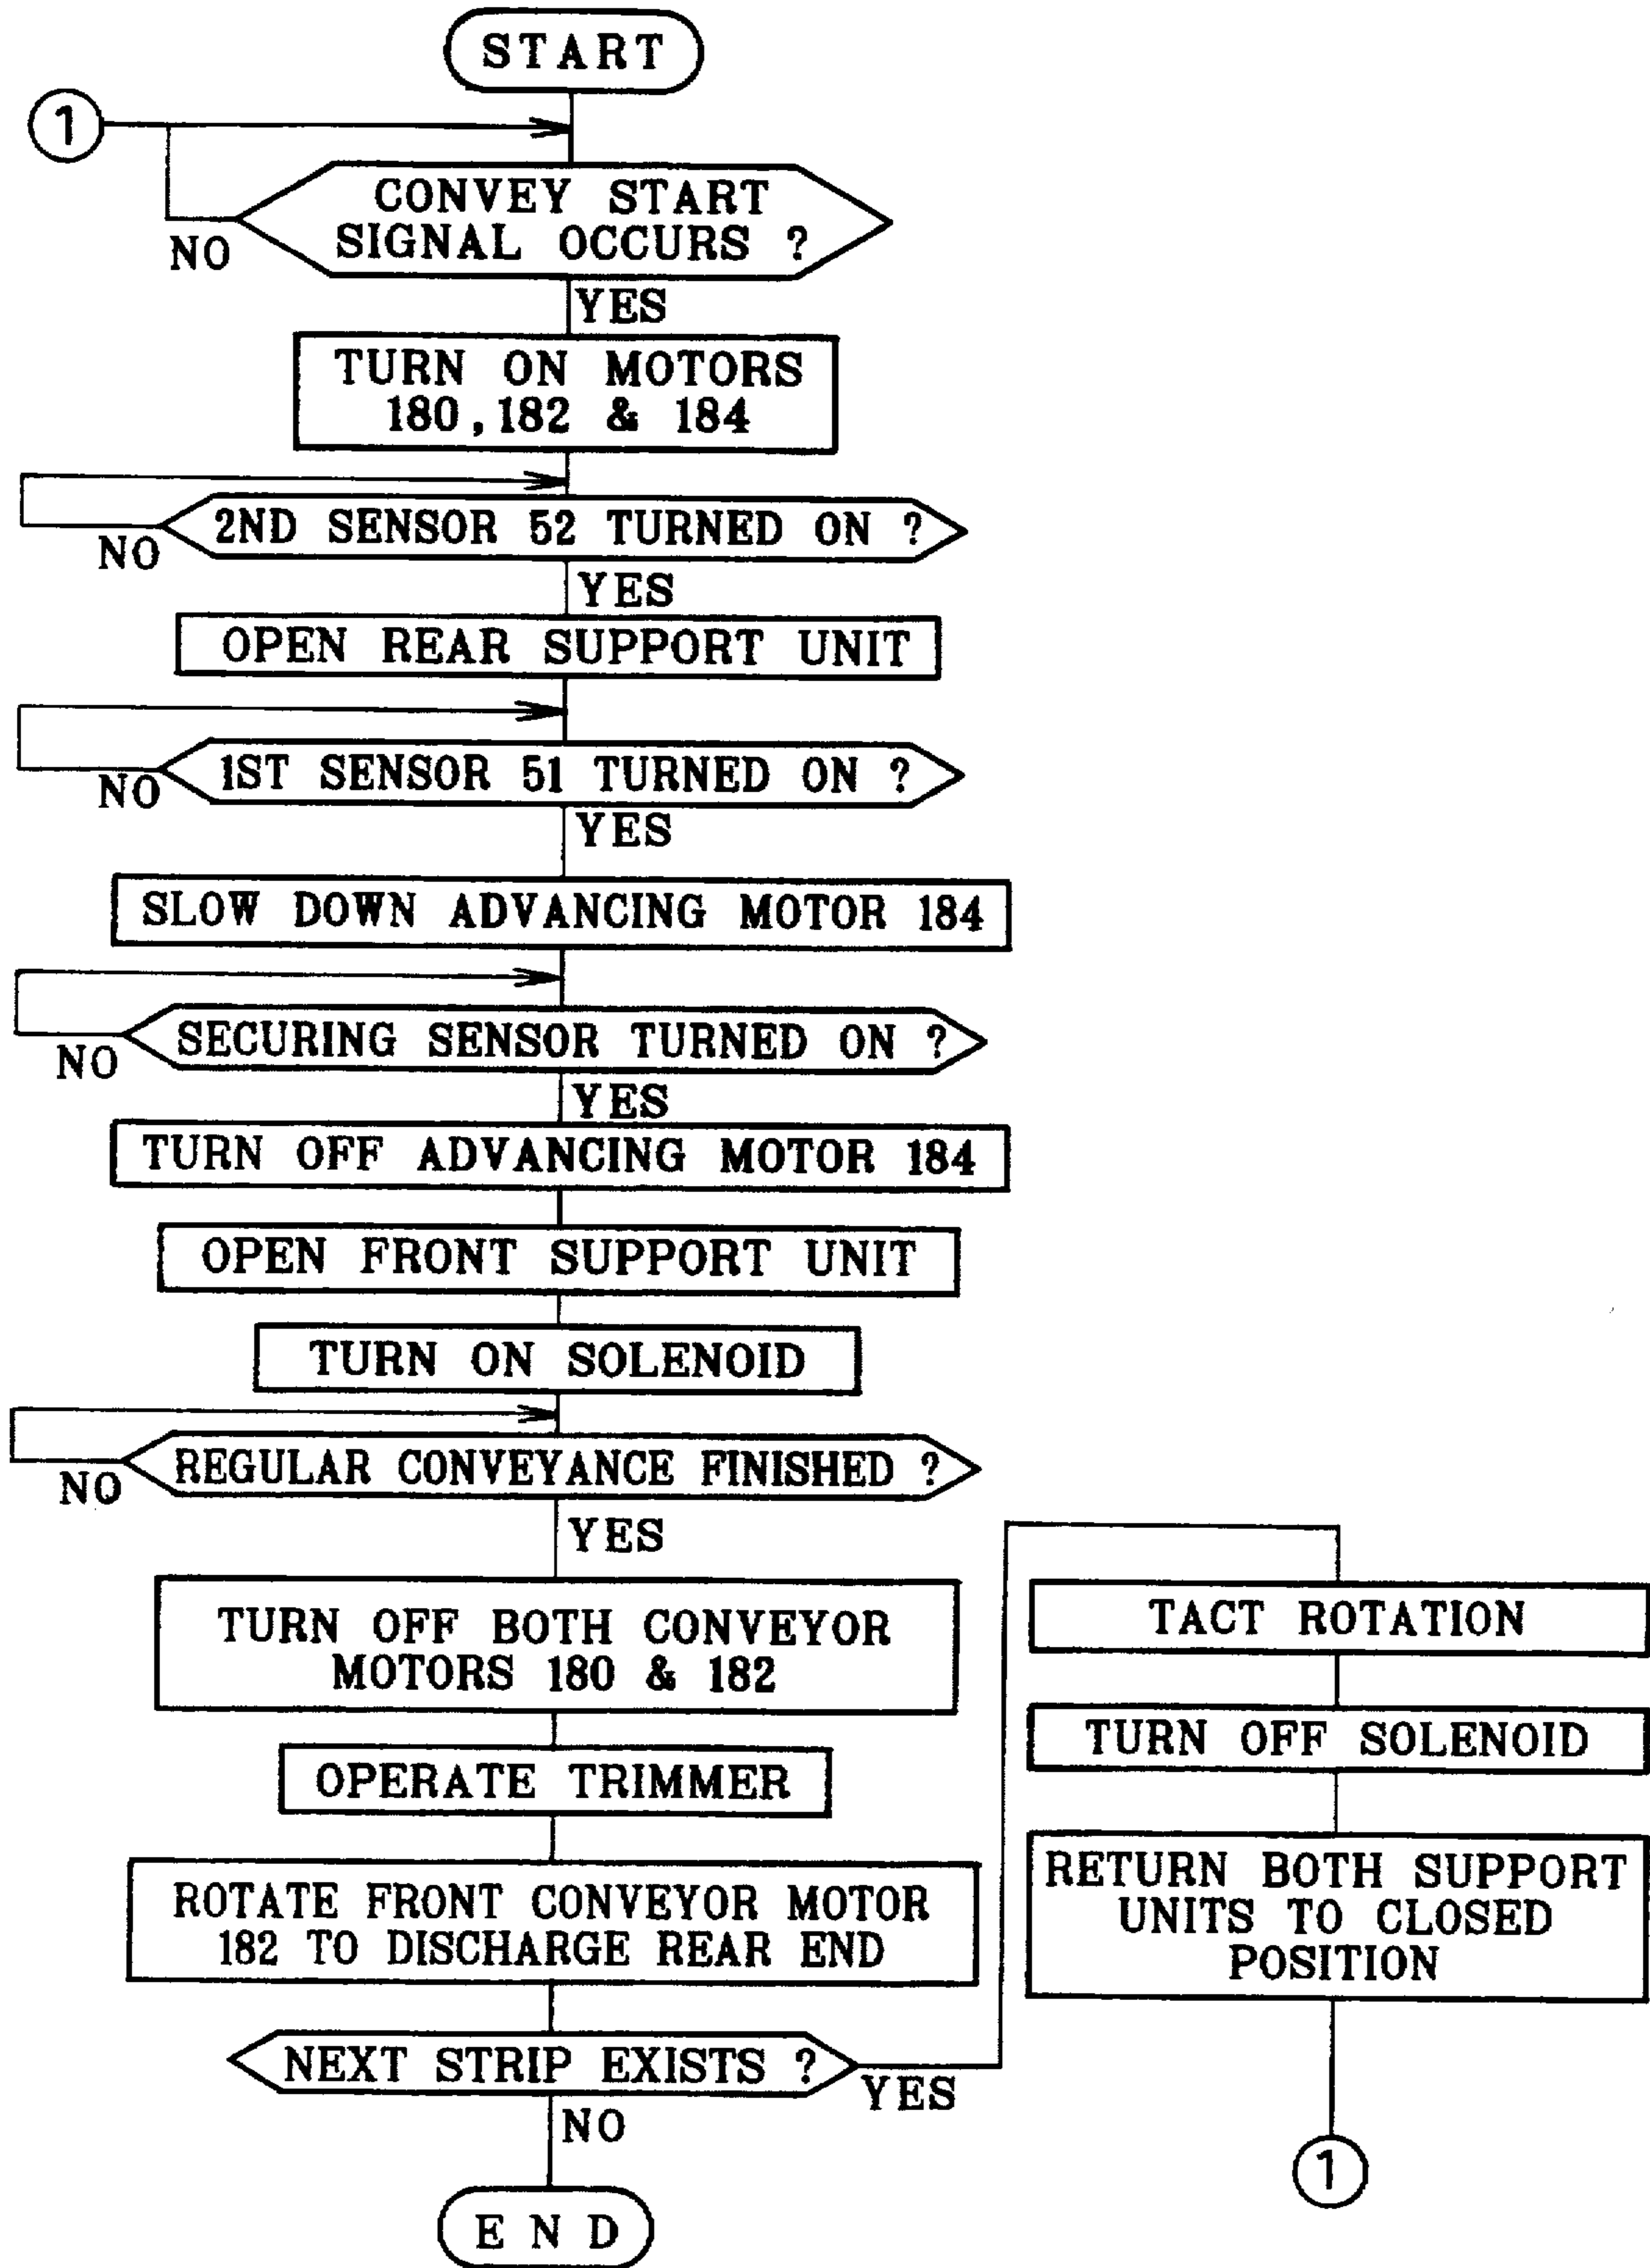 START
1
CONVEY START
SIGNAL OCCURS ?
NO
YES
TURN ON MOTORS
180, 182 & 184
2ND SENSOR 52 TURNED ON ?
NO
YES
OPEN REAR SUPPORT UNIT
1ST SENSOR 51 TURNED ON ?
NO
YES
SLOW DOWN ADVANCING MOTOR 184
SECURING SENSOR TURNED ON ?
NO
YES
TURN OFF ADVANCING MOTOR 184
OPEN FRONT SUPPORT UNIT
TURN ON SOLENOID
REGULAR CONVEYANCE FINISHED ?
NO
YES
TURN OFF BOTH CONVEYOR
MOTORS 180 & 182
OPERATE TRIMMER
ROTATE FRONT CONVEYOR MOTOR
182 TO DISCHARGE REAR END
NEXT STRIP EXISTS ?
YES
NO
END
TACT ROTATION
TURN OFF SOLENOID
RETURN BOTH SUPPORT
UNITS TO CLOSED
POSITION
1